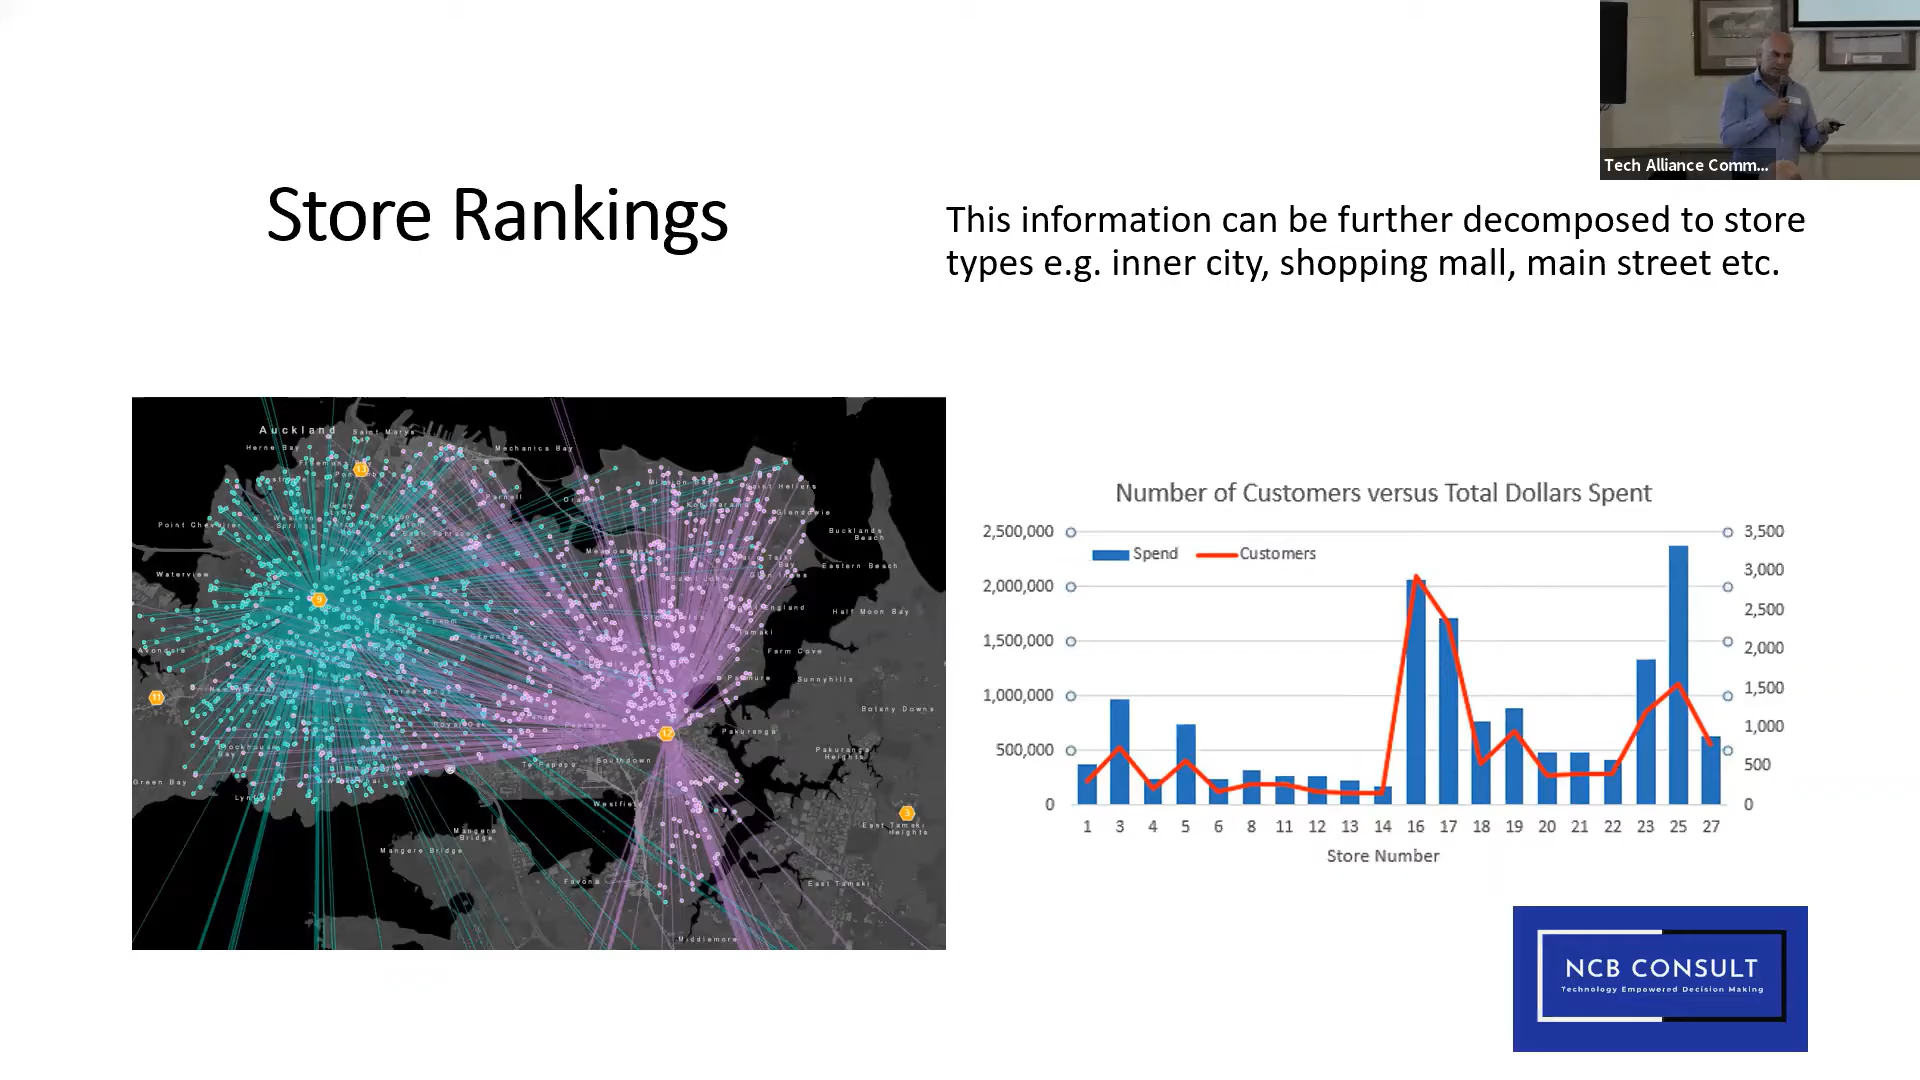 Tech Alliance Comm...
Store Rankings
This information can be further decomposed to store
types e.g. inner city, shopping mall, main street etc.
Auckland
Saint Marys
Bay
Herne Bay
Mechanics Bay
13
Parnell
Point Chevalier
Waterview
9
Avondale
11
Saint Heliers
Glendowie
Bucklands
Beach
Eastern Beach
Half Moon Bay
Tamaki
Farm Cove
Panmure
Sunnyhills
Botany Downs
12
Pakuranga
Pakuranga
Heights
Southdown
Te Papapa
Westfield
Green Bay
Lynfield
Mangere
Bridge
Mangere Bridge
3
East Tamaki
Heights
Favona
East Tamaki
Middlemore
Number of Customers versus Total Dollars Spent
2,500,000
2,000,000
1,500,000
1,000,000
500,000
0
Spend
Customers
3,500
3,000
2,500
2,000
1,500
1,000
500
0
1 3 4 5 6 8 11 12 13 14 16 17 18 19 20 21 22 23 25 27
Store Number
NCB CONSULT
Technology Empowered Decision Making